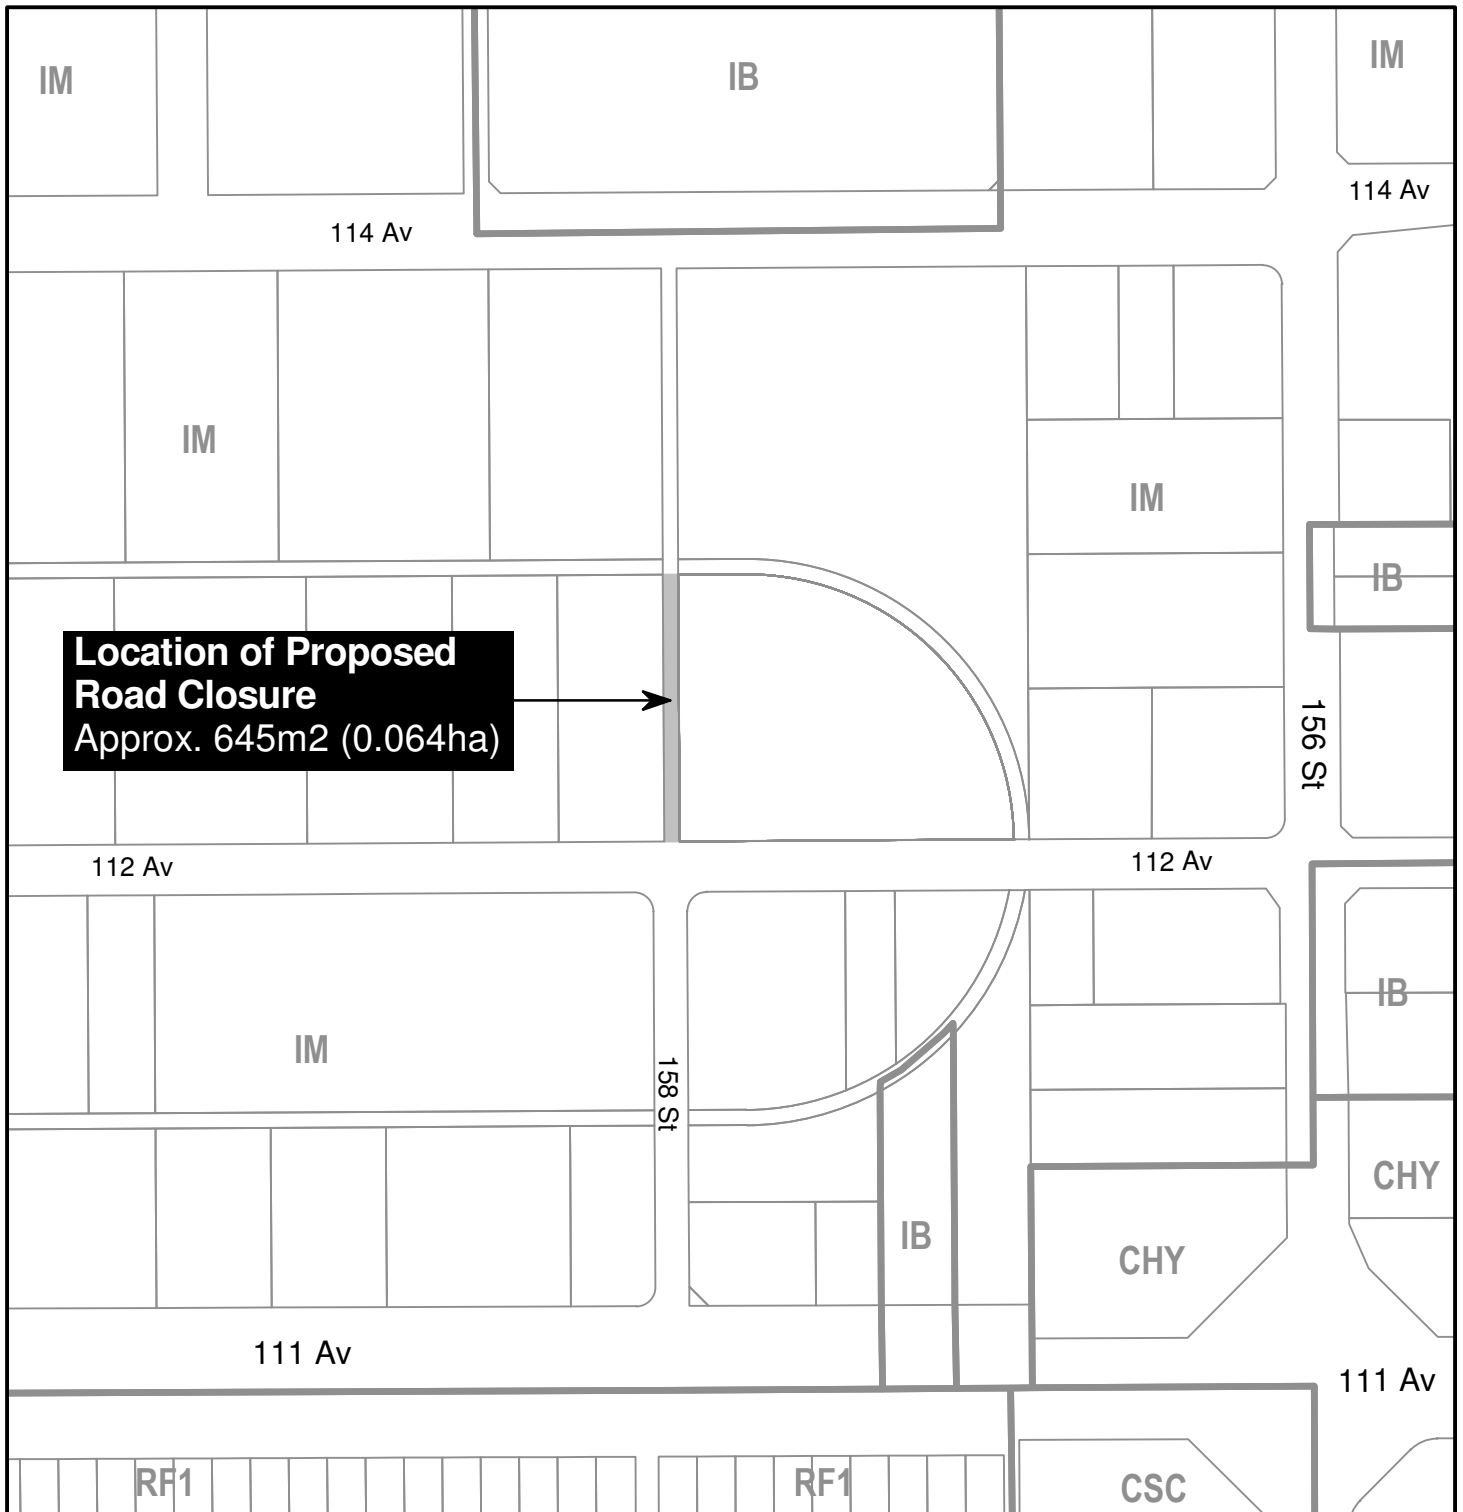 IM
IB
IM
114 Av
114 Av
IM
IM
IB
Location of Proposed
Road Closure
Approx. 645m2 (0.064ha)
156 St
112 Av
112 Av
IB
IM
158 St
CHY
IB
CHY
111 Av
111 Av
RF1
RF1
CSC